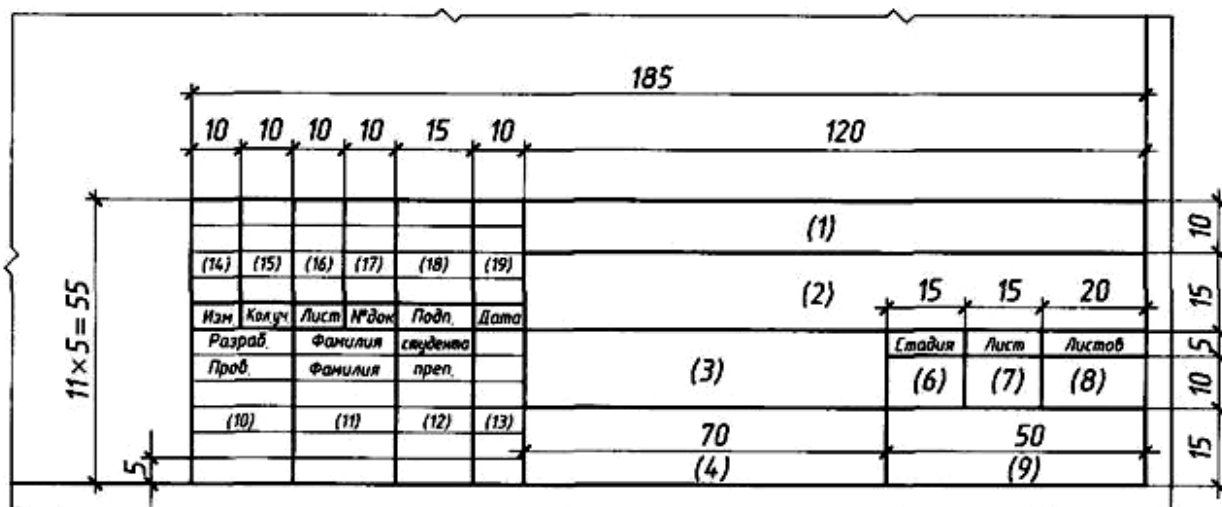 185
10 10 10 10 15 10 120
(1) 10
(14) (15) (16) (17) (18) (19)
(2) 15 15 20 15
Изм. Кол.уч Лист №док Подп. Дата
Разраб. Фамилия студента Стадия Лист Листов 5
Пров. Фамилия преп. (3) (6) (7) (8) 10
11×5=55
(10) (11) (12) (13)
70 50 15
5 (4) (9)